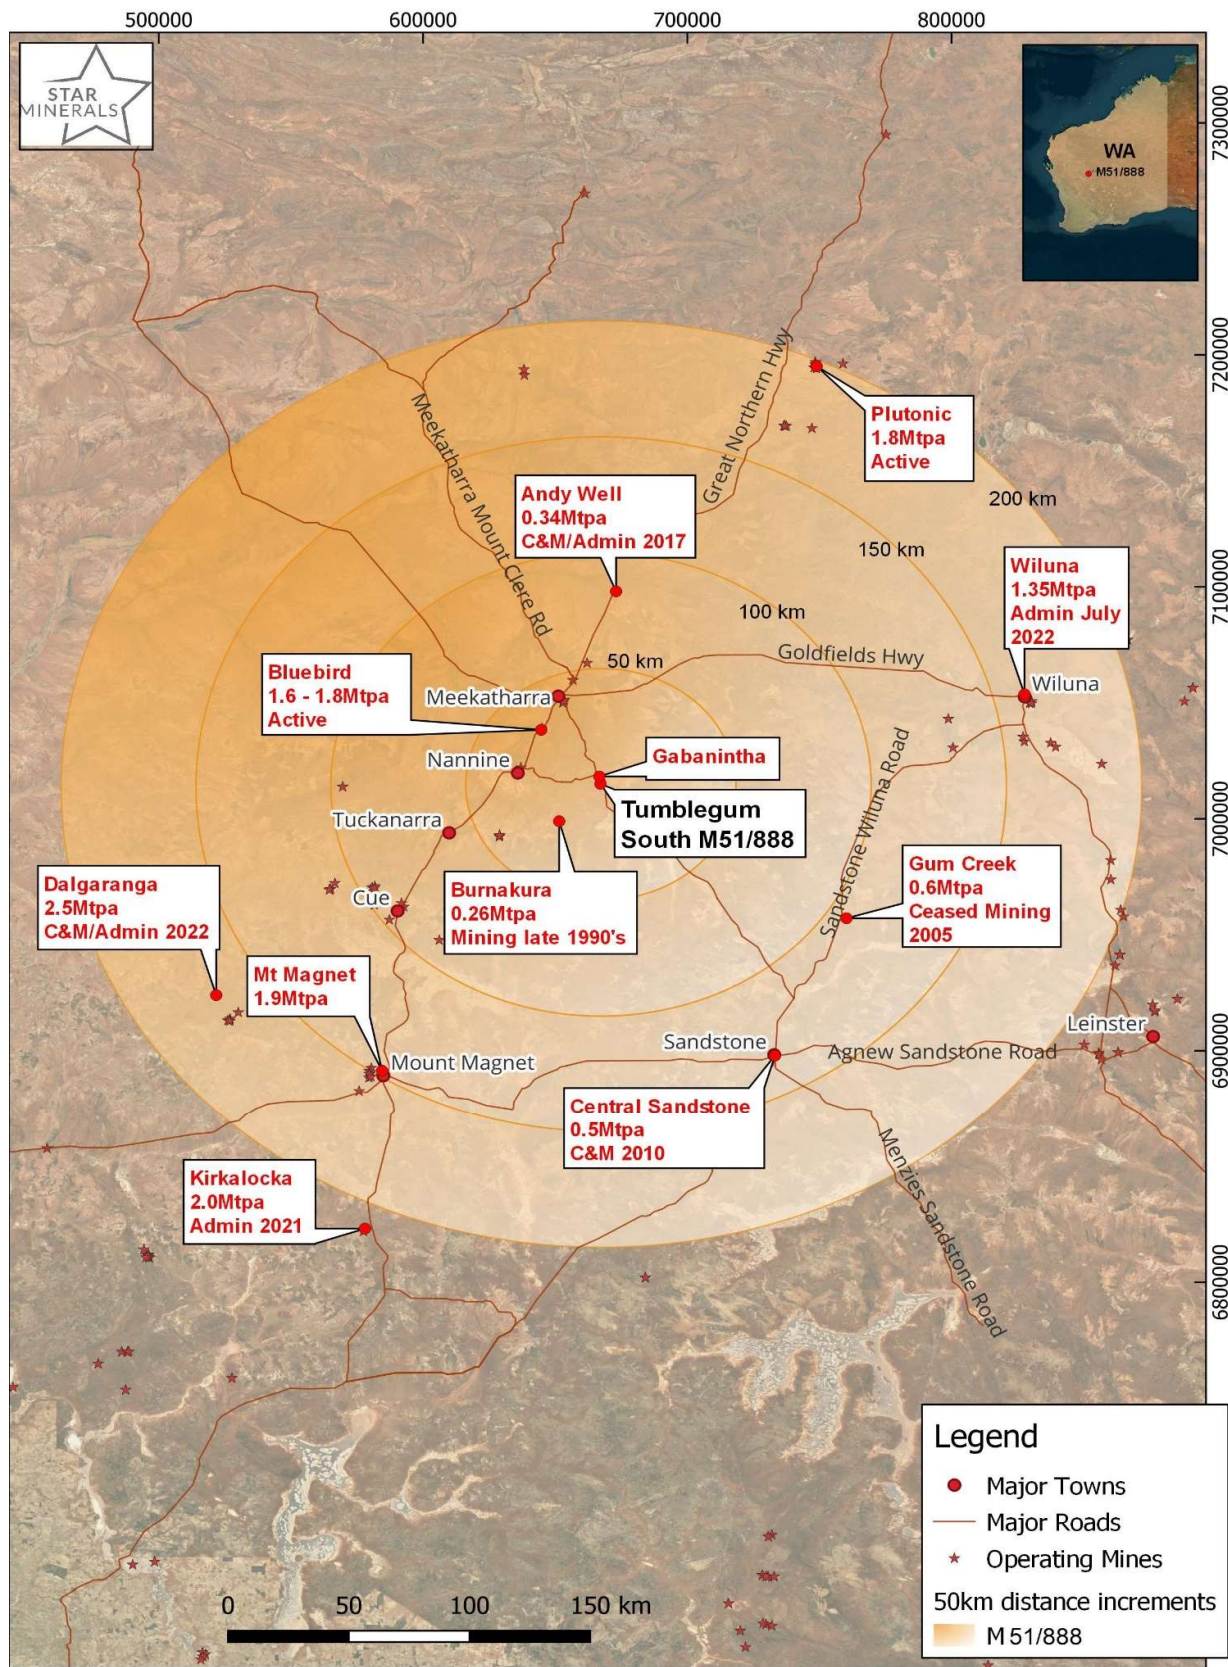 500000
600000
700000
800000
STAR
MINERALS
WA
M51/888
7300000
7200000
7100000
7000000
6900000
6800000
Great Northern Hwy
Plutonic
1.8Mtpa
Active
Meekatharra Mount Clere Rd
200 km
Andy Well
0.34Mtpa
C&M/Admin 2017
150 km
Wiluna
1.35Mtpa
Admin July
2022
100 km
50 km
Goldfields Hwy
Bluebird
1.6 - 1.8Mtpa
Active
Meekatharra
Wiluna
Nannine
Gabanintha
Tuckanarra
Tumblegum
South M51/888
Sandstone Wiluna Road
Dalgaranga
2.5Mtpa
C&M/Admin 2022
Cue
Burnakura
0.26Mtpa
Mining late 1990's
Gum Creek
0.6Mtpa
Ceased Mining
2005
Mt Magnet
1.9Mtpa
Leinster
Sandstone
Agnew Sandstone Road
Mount Magnet
Central Sandstone
0.5Mtpa
C&M 2010
Menzies Sandstone Road
Kirkalocka
2.0Mtpa
Admin 2021
Legend
Major Towns
Major Roads
Operating Mines
50km distance increments
M51/888
0
50
100
150 km